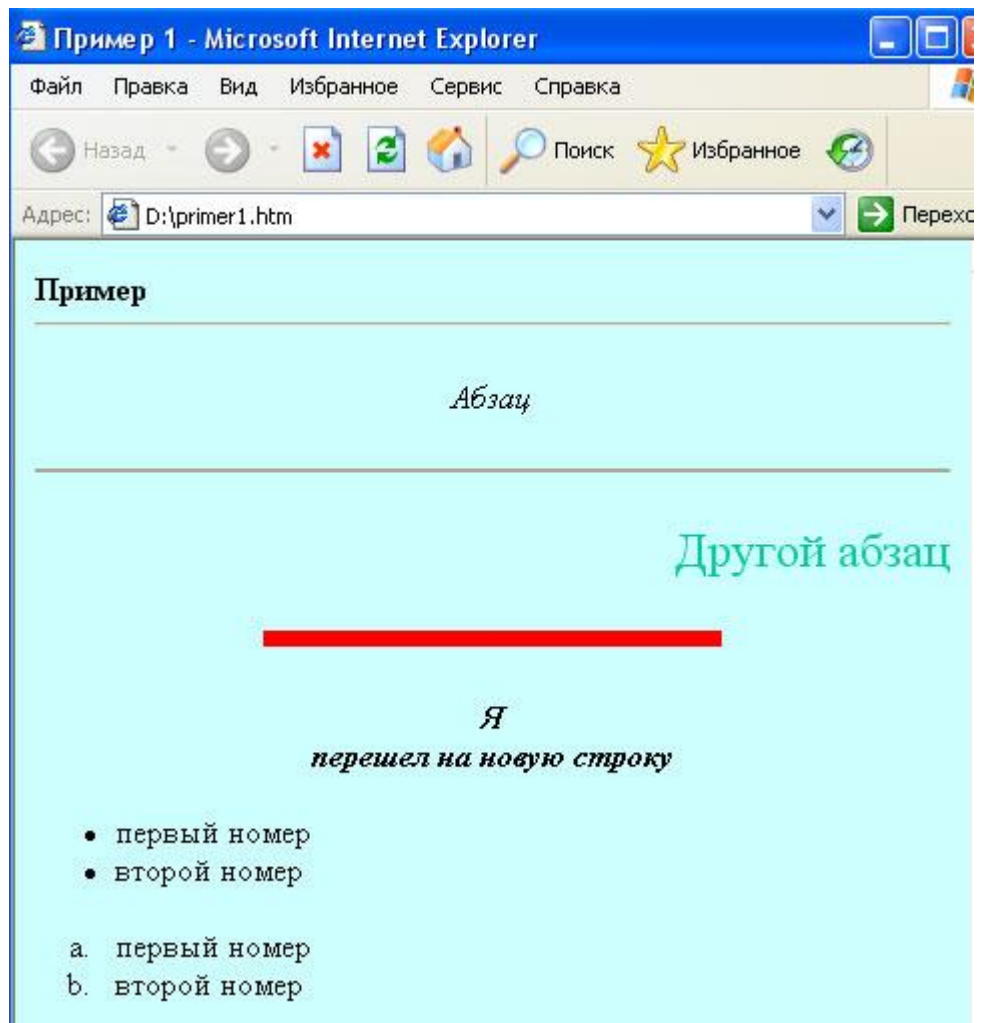 Пример 1 - Microsoft Internet Explorer
Файл Правка Вид Избранное Сервис Справка
Назад Поиск Избранное
Адрес: D:\primer1.htm
Пример
Абзац
Другой абзац
Я
перешел на новую строку
• первый номер
• второй номер
a. первый номер
b. второй номер